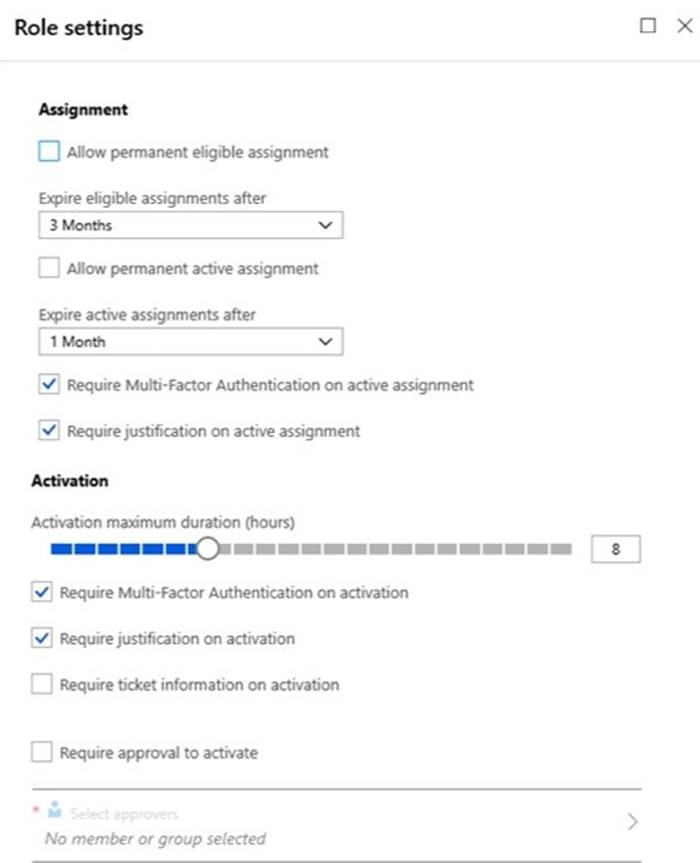 Role settings
Assignment
Allow permanent eligible assignment
Expire eligible assignments after
3 Months
Allow permanent active assignment
Expire active assignments after
1 Month
Require Multi-Factor Authentication on active assignment
Require justification on active assignment
Activation
Activation maximum duration (hours)
8
Require Multi-Factor Authentication on activation
Require justification on activation
Require ticket information on activation
Require approval to activate
* Select approvers
No member or group selected